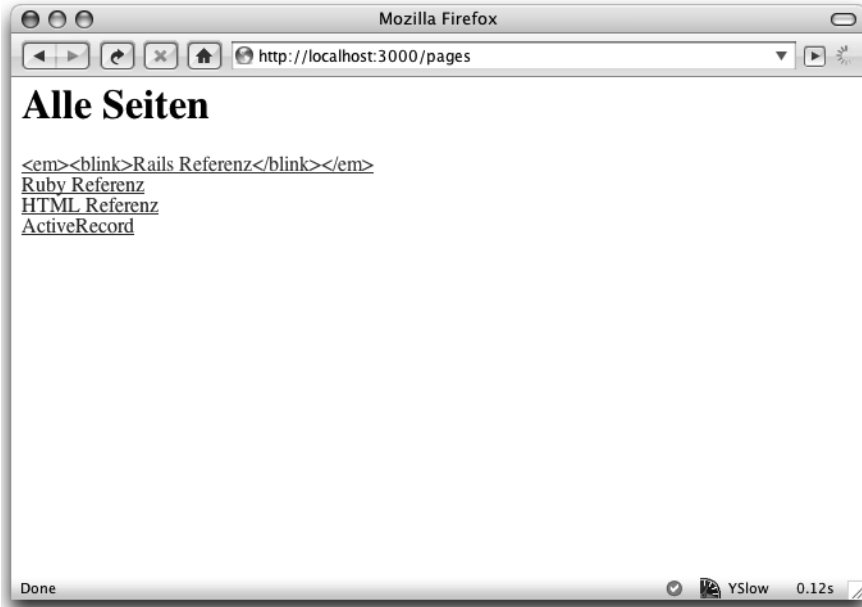 Mozilla Firefox
http://localhost:3000/pages
Alle Seiten
<em><blink>Rails Referenz</blink></em>
Ruby Referenz
HTML Referenz
ActiveRecord
Done YSlow 0.12s